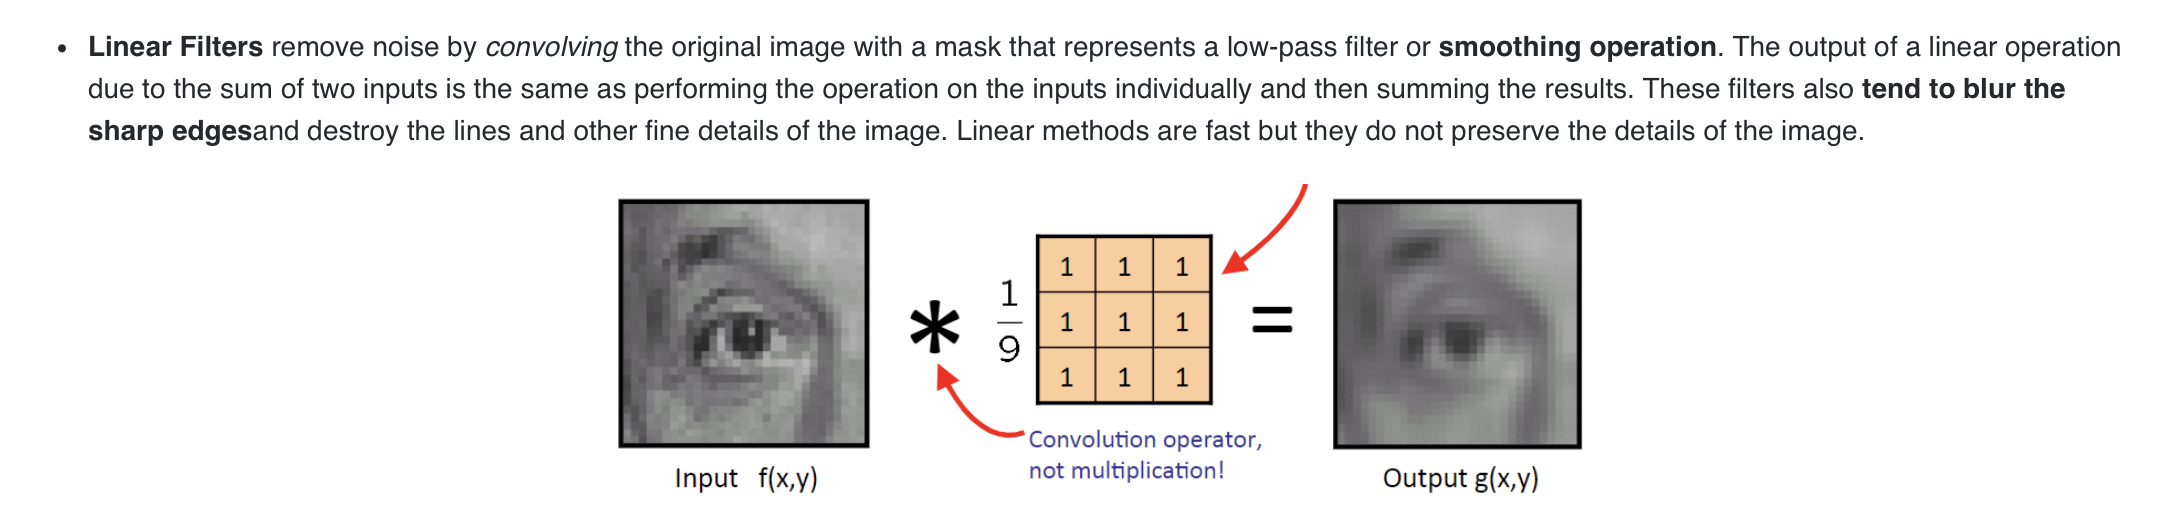 • Linear Filters remove noise by convolving the original image with a mask that represents a low-pass filter or smoothing operation. The output of a linear operation
due to the sum of two inputs is the same as performing the operation on the inputs individually and then summing the results. These filters also tend to blur the
sharp edgesand destroy the lines and other fine details of the image. Linear methods are fast but they do not preserve the details of the image.
* 1/9
1 1 1
1 1 1
1 1 1
=
Convolution operator,
not multiplication!
Input f(x,y)
Output g(x,y)